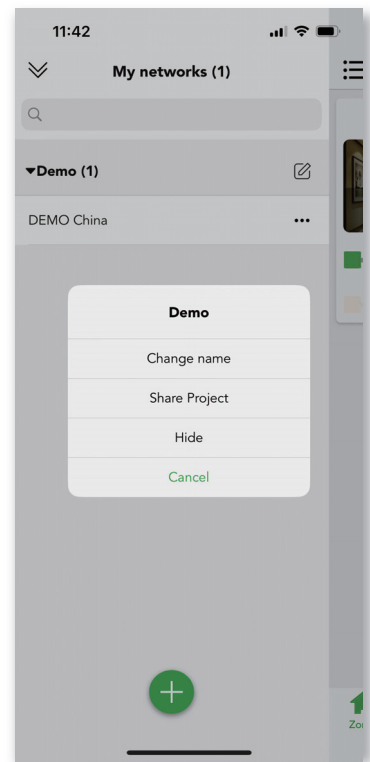 11:42
My networks (1)
Demo (1)
DEMO China
Demo
Change name
Share Project
Hide
Cancel